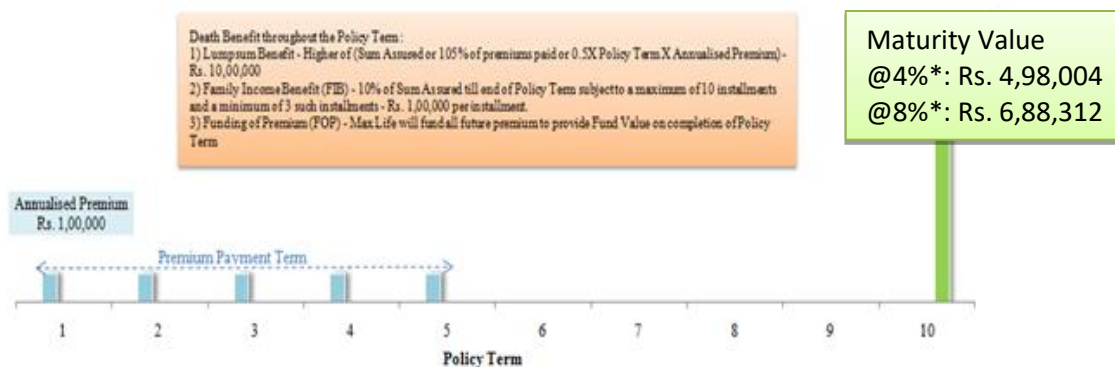 Death Benefit throughout the Policy Term :
1) Lumpsum Benefit - Higher of (Sum Assured or 105% of premiums paid or 0.5X Policy Term X Annualised Premium) -
Rs. 10,00,000
2) Family Income Benefit (FIB) - 10% of Sum Assured till end of Policy Term subject to a maximum of 10 installments
and a minimum of 3 such installments - Rs. 1,00,000 per installment.
3) Funding of Premium (FOP) - Max Life will fund all future premium to provide Fund Value on completion of Policy
Term
Maturity Value
@4%*: Rs. 4,98,004
@8%*: Rs. 6,88,312
Annualised Premium
Rs. 1,00,000
Premium Payment Term
1 2 3 4 5 6 7 8 9 10
Policy Term